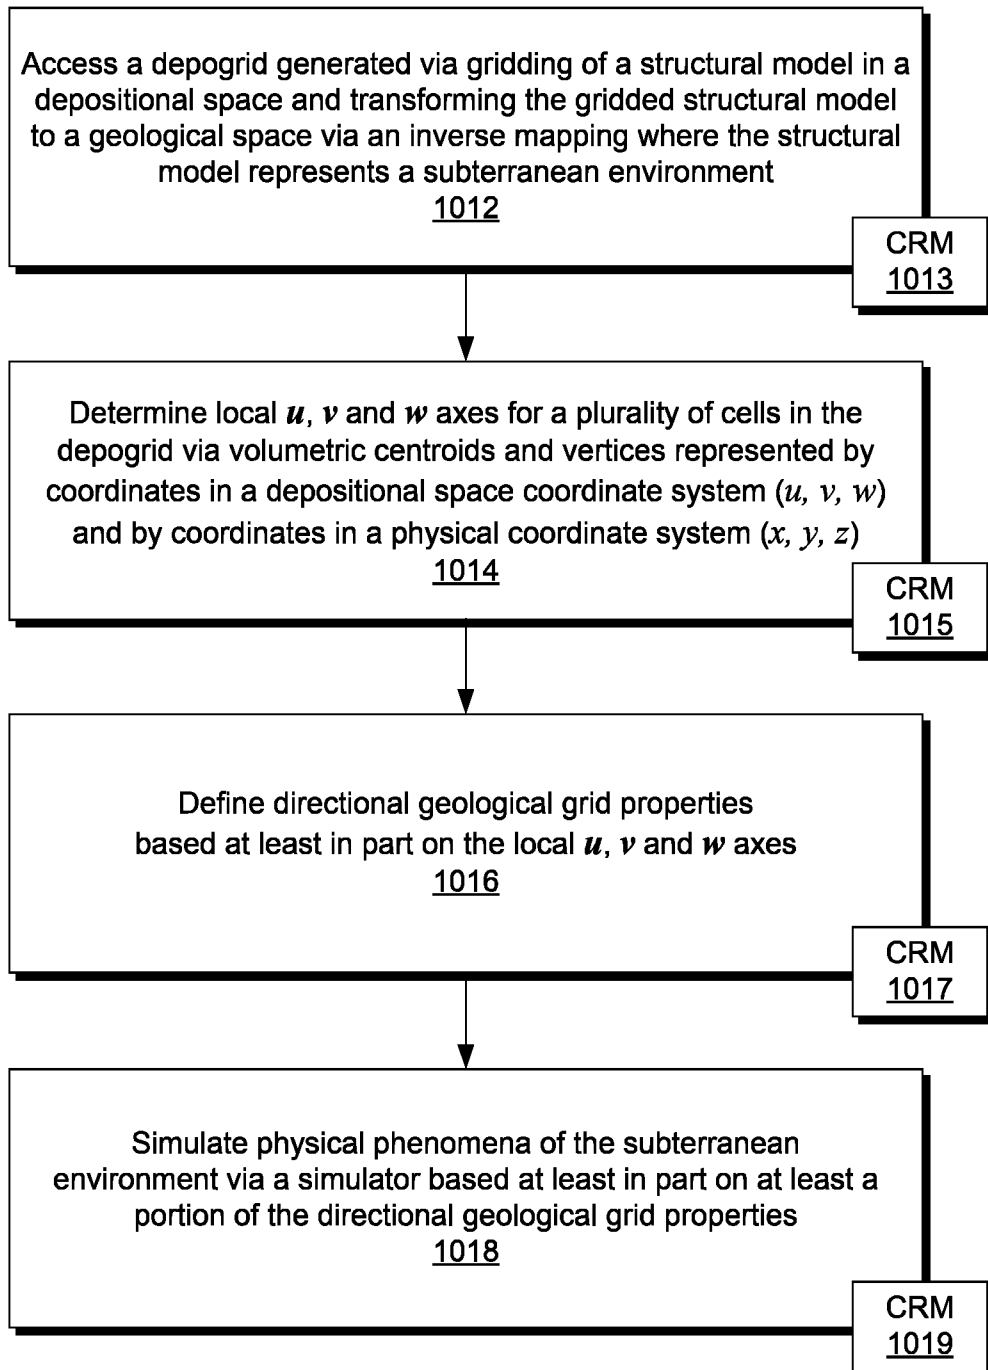 Access a depogrid generated via gridding of a structural model in a
depositional space and transforming the gridded structural model
to a geological space via an inverse mapping where the structural
model represents a subterranean environment
1012
CRM
1013
Determine local u, v and w axes for a plurality of cells in the
depogrid via volumetric centroids and vertices represented by
coordinates in a depositional space coordinate system (u, v, w)
and by coordinates in a physical coordinate system (x, y, z)
1014
CRM
1015
Define directional geological grid properties
based at least in part on the local u, v and w axes
1016
CRM
1017
Simulate physical phenomena of the subterranean
environment via a simulator based at least in part on at least a
portion of the directional geological grid properties
1018
CRM
1019